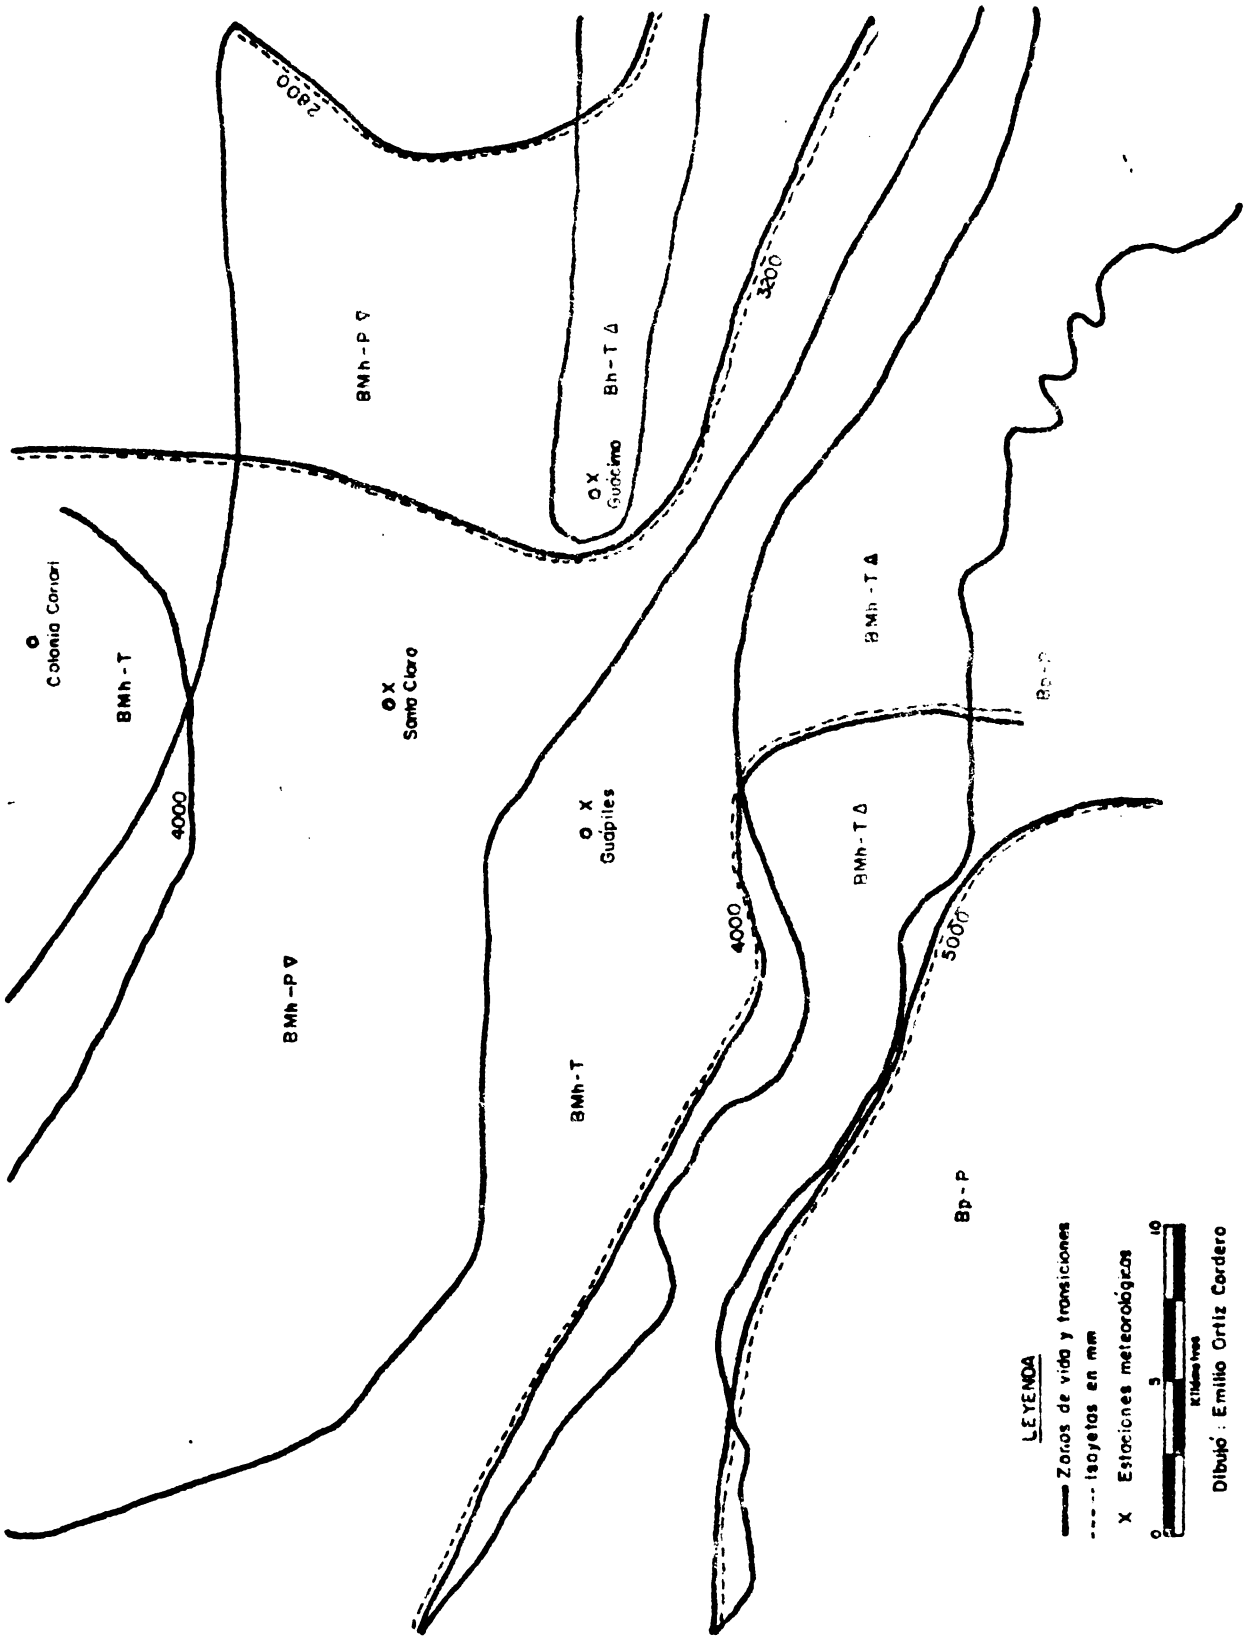 Colonia Cariari
BMh-T
4000
2800
BMh-P ∇
O X
Santa Clara
BMh-P ∇
O X
Guácimo
Bh-T Δ
O X
Guápiles
BMh-T
3200
4000
BMh-T Δ
BMh-T Δ
5000
Bp-P
Bp-P
LEYENDA
Zonas de vida y transiciones
Isoyetas en mm
X Estaciones meteorológicas
0 5 10
Kilómetros
Dibujó : Emilio Ortiz Cordero